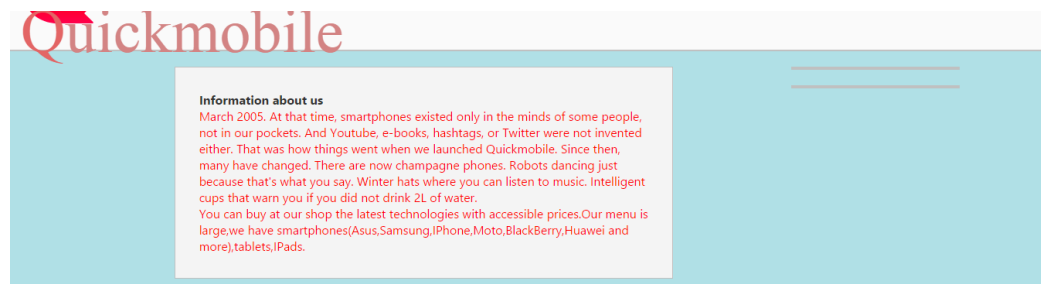 Quickmobile
Information about us
March 2005. At that time, smartphones existed only in the minds of some people,
not in our pockets. And Youtube, e-books, hashtags, or Twitter were not invented
either. That was how things went when we launched Quickmobile. Since then,
many have changed. There are now champagne phones. Robots dancing just
because that's what you say. Winter hats where you can listen to music. Intelligent
cups that warn you if you did not drink 2L of water.
You can buy at our shop the latest technologies with accessible prices.Our menu is
large,we have smartphones(Asus,Samsung,IPhone,Moto,BlackBerry,Huawei and
more),tablets,IPads.